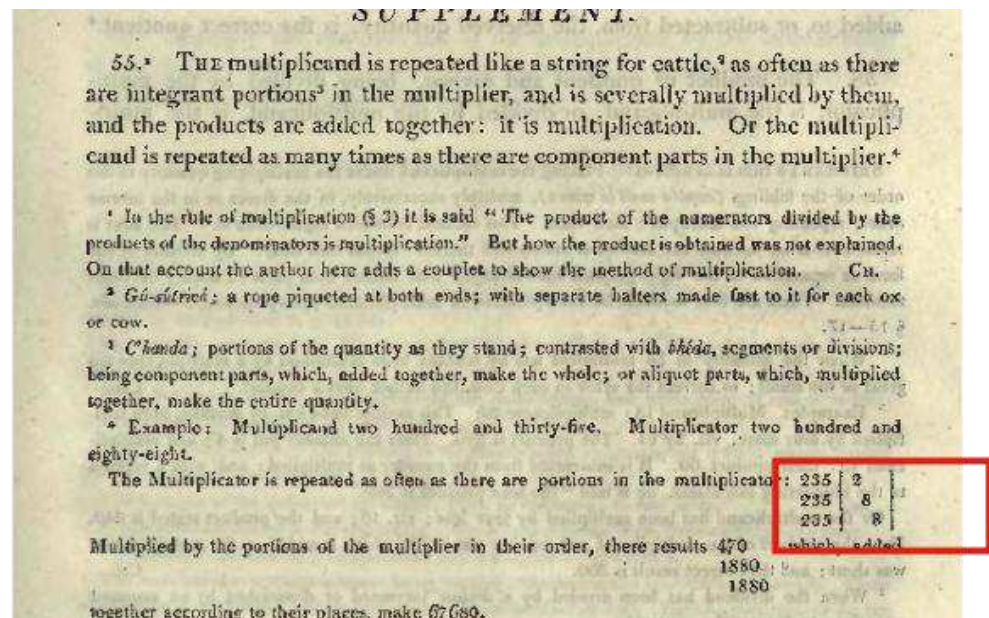 SUPPLEMENT.
55.¹ THE multiplicand is repeated like a string for cattle,² as often as there
are integrant portions³ in the multiplier, and is severally multiplied by them,
and the products are added together: it is multiplication. Or the multipli-
cand is repeated as many times as there are component parts in the multiplier.⁴
¹ In the rule of multiplication (§ 3) it is said "The product of the numerators divided by the
products of the denominators is multiplication." But how the product is obtained was not explained.
On that account the author here adds a couplet to show the method of multiplication. CH.
² Gó-sútricá; a rope piqueted at both ends; with separate halters made fast to it for each ox
or cow.
³ C'handa; portions of the quantity as they stand; contrasted with bhéda, segments or divisions;
being component parts, which, added together, make the whole; or aliquot parts, which, multiplied
together, make the entire quantity.
⁴ Example: Multiplicand two hundred and thirty-five. Multiplicator two hundred and
eighty-eight.
The Multiplicator is repeated as often as there are portions in the multiplicator: 235 | 2 |
235 | 8 |
235 | 8 |
Multiplied by the portions of the multiplier in their order, there results 470 which, added
1880
1880
together according to their places, make 67680.